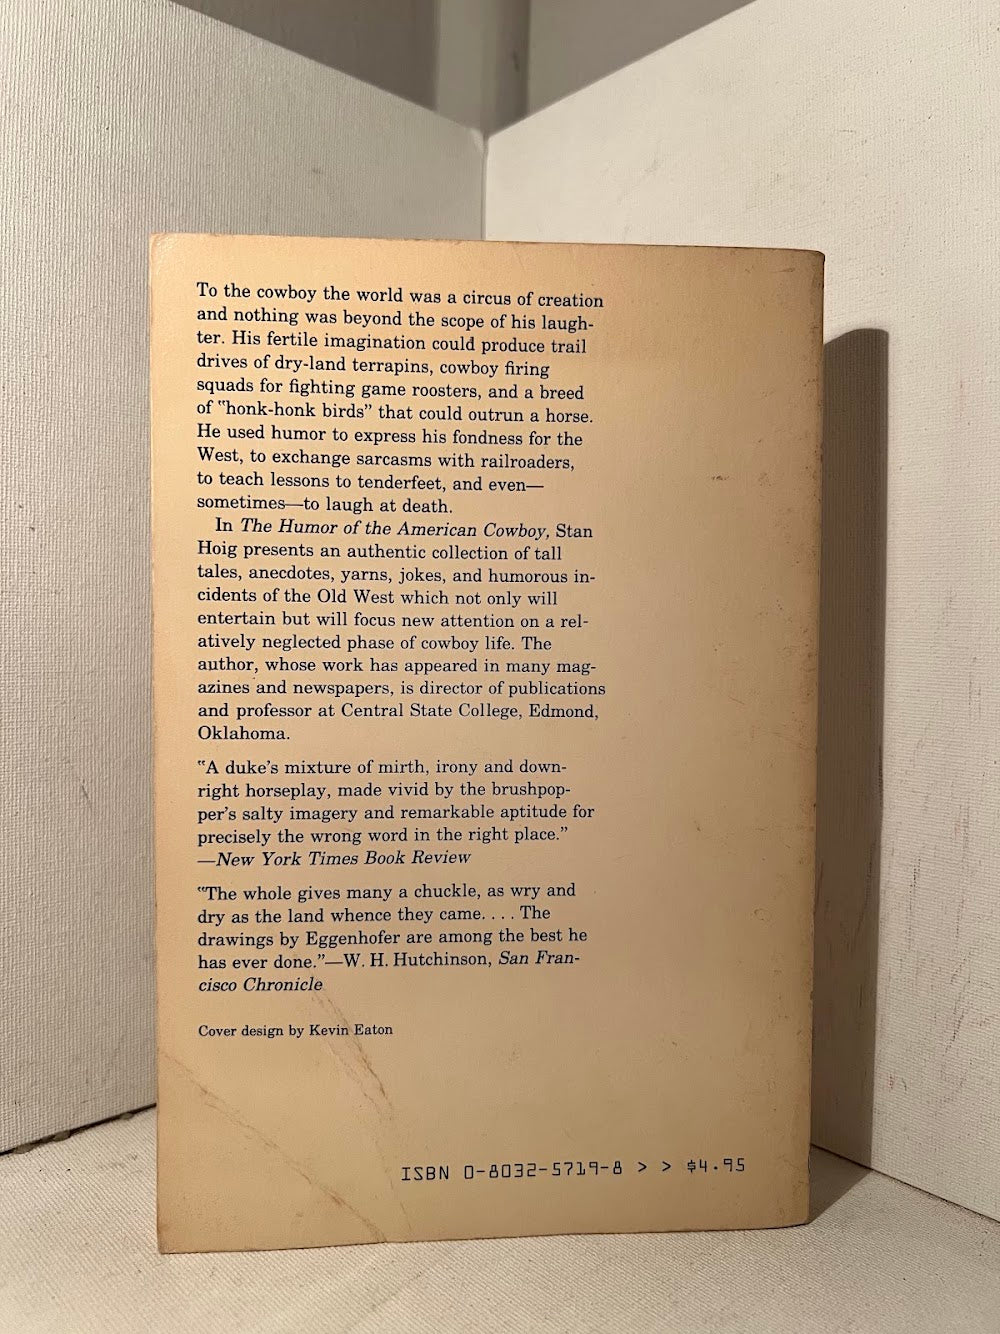 To the cowboy the world was a circus of creation
and nothing was beyond the scope of his laugh-
ter. His fertile imagination could produce trail
drives of dry-land terrapins, cowboy firing
squads for fighting game roosters, and a breed
of "honk-honk birds" that could outrun a horse.
He used humor to express his fondness for the
West, to exchange sarcasms with railroaders,
to teach lessons to tenderfeet, and even—
sometimes—to laugh at death.
In The Humor of the American Cowboy, Stan
Hoig presents an authentic collection of tall
tales, anecdotes, yarns, jokes, and humorous in-
cidents of the Old West which not only will
entertain but will focus new attention on a rel-
atively neglected phase of cowboy life. The
author, whose work has appeared in many mag-
azines and newspapers, is director of publications
and professor at Central State College, Edmond,
Oklahoma.
"A duke's mixture of mirth, irony and down-
right horseplay, made vivid by the brushpop-
per's salty imagery and remarkable aptitude for
precisely the wrong word in the right place."
—New York Times Book Review
"The whole gives many a chuckle, as wry and
dry as the land whence they came. . . . The
drawings by Eggenhofer are among the best he
has ever done."—W. H. Hutchinson, San Fran-
cisco Chronicle
Cover design by Kevin Eaton
ISBN 0-8032-5719-8 > > $4.95